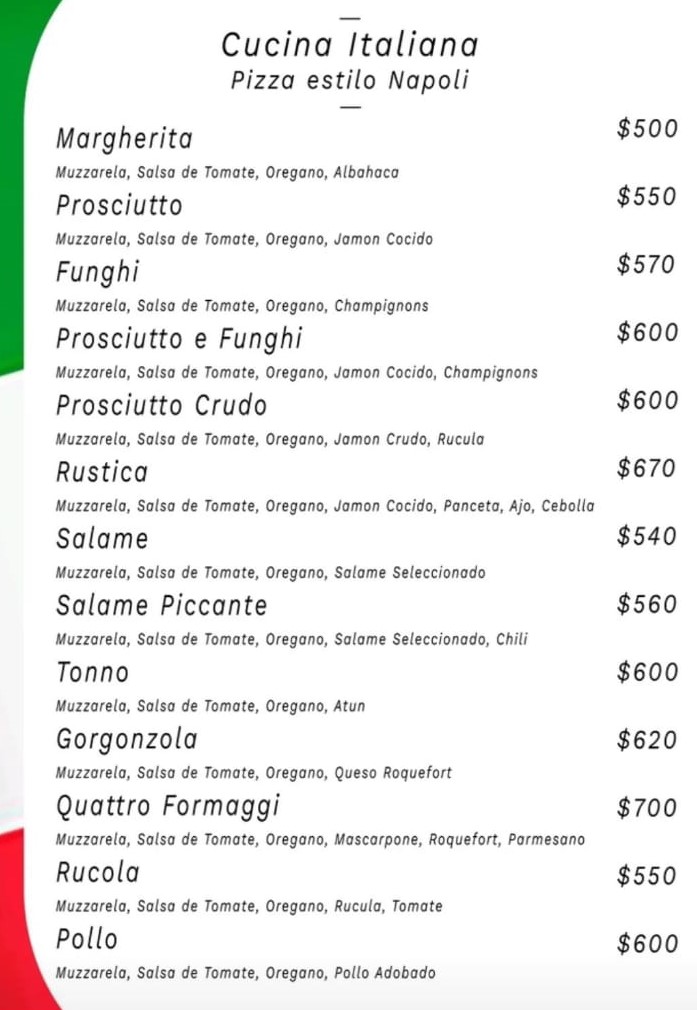 Cucina Italiana
Pizza estilo Napoli
Margherita $500
Muzzarela, Salsa de Tomate, Oregano, Albahaca
Prosciutto $550
Muzzarela, Salsa de Tomate, Oregano, Jamon Cocido
Funghi $570
Muzzarela, Salsa de Tomate, Oregano, Champignons
Prosciutto e Funghi $600
Muzzarela, Salsa de Tomate, Oregano, Jamon Cocido, Champignons
Prosciutto Crudo $600
Muzzarela, Salsa de Tomate, Oregano, Jamon Crudo, Rucula
Rustica $670
Muzzarela, Salsa de Tomate, Oregano, Jamon Cocido, Panceta, Ajo, Cebolla
Salame $540
Muzzarela, Salsa de Tomate, Oregano, Salame Seleccionado
Salame Piccante $560
Muzzarela, Salsa de Tomate, Oregano, Salame Seleccionado, Chili
Tonno $600
Muzzarela, Salsa de Tomate, Oregano, Atun
Gorgonzola $620
Muzzarela, Salsa de Tomate, Oregano, Queso Roquefort
Quattro Formaggi $700
Muzzarela, Salsa de Tomate, Oregano, Mascarpone, Roquefort, Parmesano
Rucola $550
Muzzarela, Salsa de Tomate, Oregano, Rucula, Tomate
Pollo $600
Muzzarela, Salsa de Tomate, Oregano, Pollo Adobado